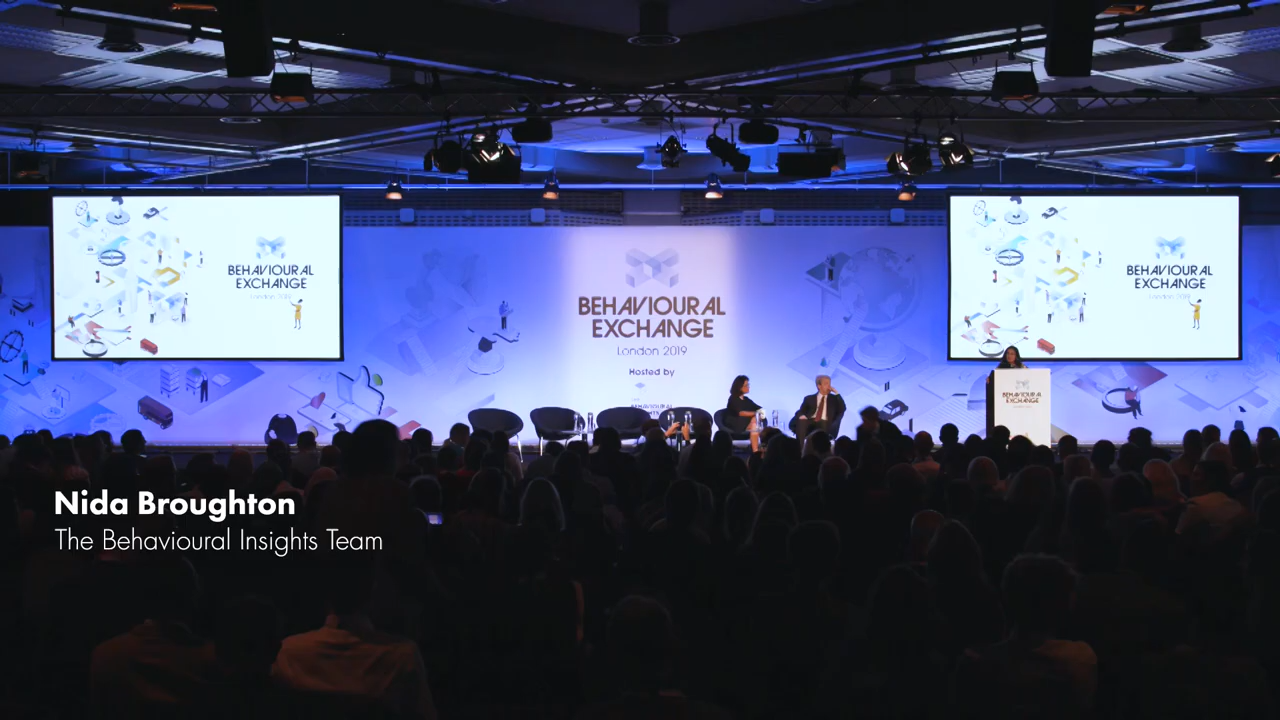 BEHAVIOURAL
EXCHANGE
London 2019
BEHAVIOURAL
EXCHANGE
London 2019
Hosted by
BEHAVIOURAL
EXCHANGE
London 2019
BEHAVIOURAL
EXCHANGE
Nida Broughton
The Behavioural Insights Team